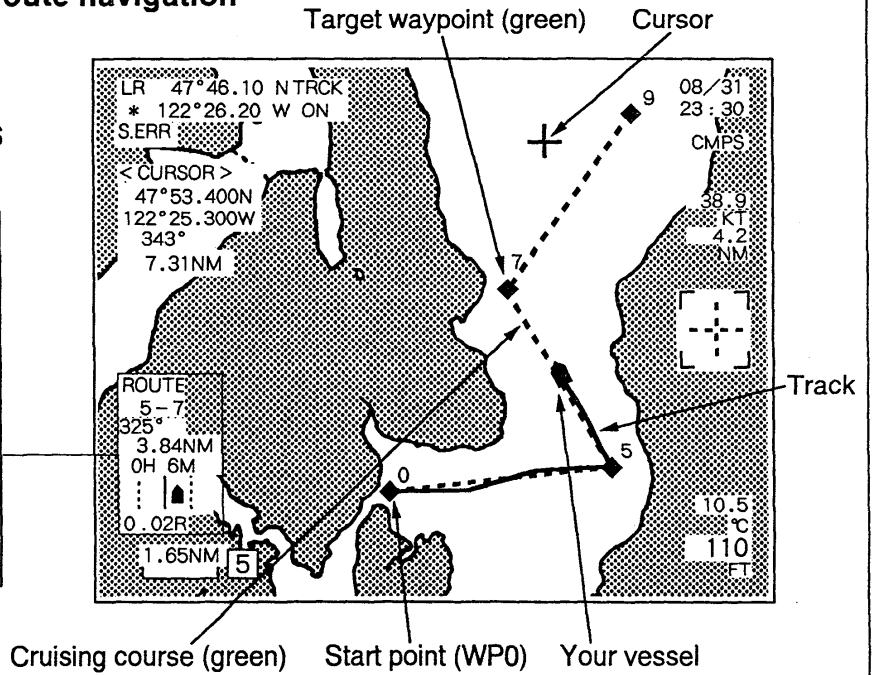 oute navigation
Target waypoint (green)
Cursor
LR 47°46.10 N TRCK
* 122°26.20 W ON
S.ERR
<CURSOR>
47°53.400N
122°25.300W
343°
7.31NM
08/31
23:30
CMPS
38.9
KT
4.2
NM
9
7
5
0
ROUTE
5-7
325°
3.84NM
0H 6M
0.02R
1.65NM
5
10.5
°C
110
FT
Track
Cruising course (green)
Start point (WP0)
Your vessel